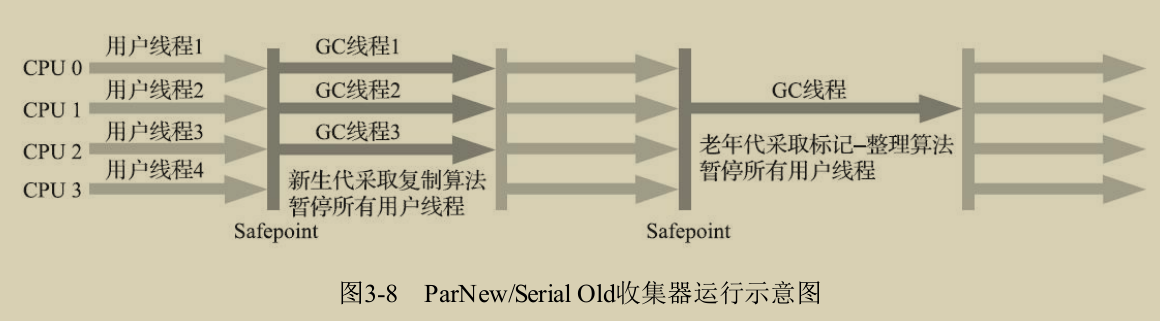 用户线程1
GC线程1
CPU 0
用户线程2
GC线程2
GC线程
CPU 1
用户线程3
GC线程3
CPU 2
老年代采取标记–整理算法
暂停所有用户线程
用户线程4
CPU 3
新生代采取复制算法
暂停所有用户线程
Safepoint
Safepoint
图3-8 ParNew/Serial Old收集器运行示意图